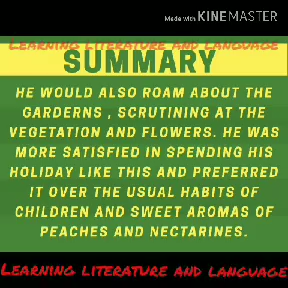 Made with KINEMASTER
Learning literature and language
SUMMARY
HE WOULD ALSO ROAM ABOUT THE
GARDERNS , SCRUTINING AT THE
VEGETATION AND FLOWERS. HE WAS
MORE SATISFIED IN SPENDING HIS
HOLIDAY LIKE THIS AND PREFERRED
IT OVER THE USUAL HABITS OF
CHILDREN AND SWEET AROMAS OF
PEACHES AND NECTARINES.
Learning literature and language